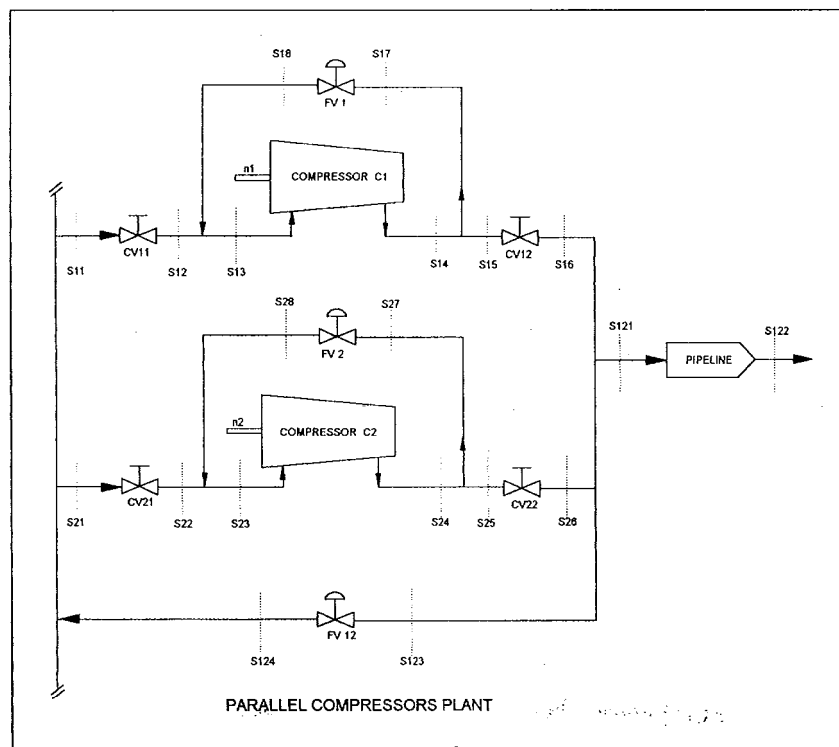 S18 S17
FV 1
n1 COMPRESSOR C1
S11 CV11 S12 S13 S14 S15 CV12 S16
S28 S27
FV 2
S121 S122
PIPELINE
n2 COMPRESSOR C2
S21 CV21 S22 S23 S24 S25 CV22 S26
FV 12
S124 S123
PARALLEL COMPRESSORS PLANT